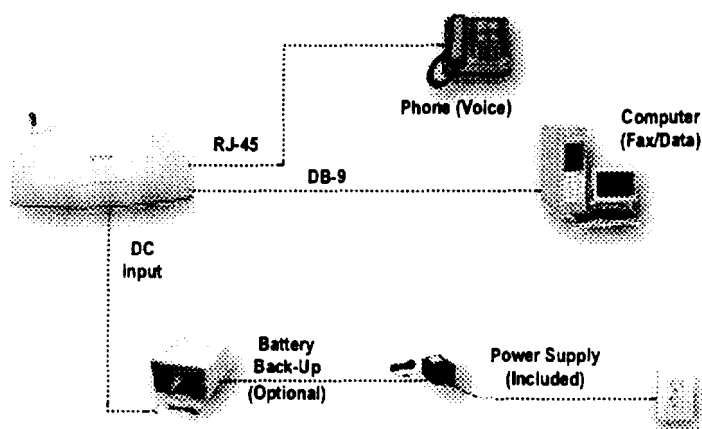 Phone (Voice)
Computer
(Fax/Data)
RJ-45
DB-9
DC
Input
Battery
Back-Up
(Optional)
Power Supply
(Included)